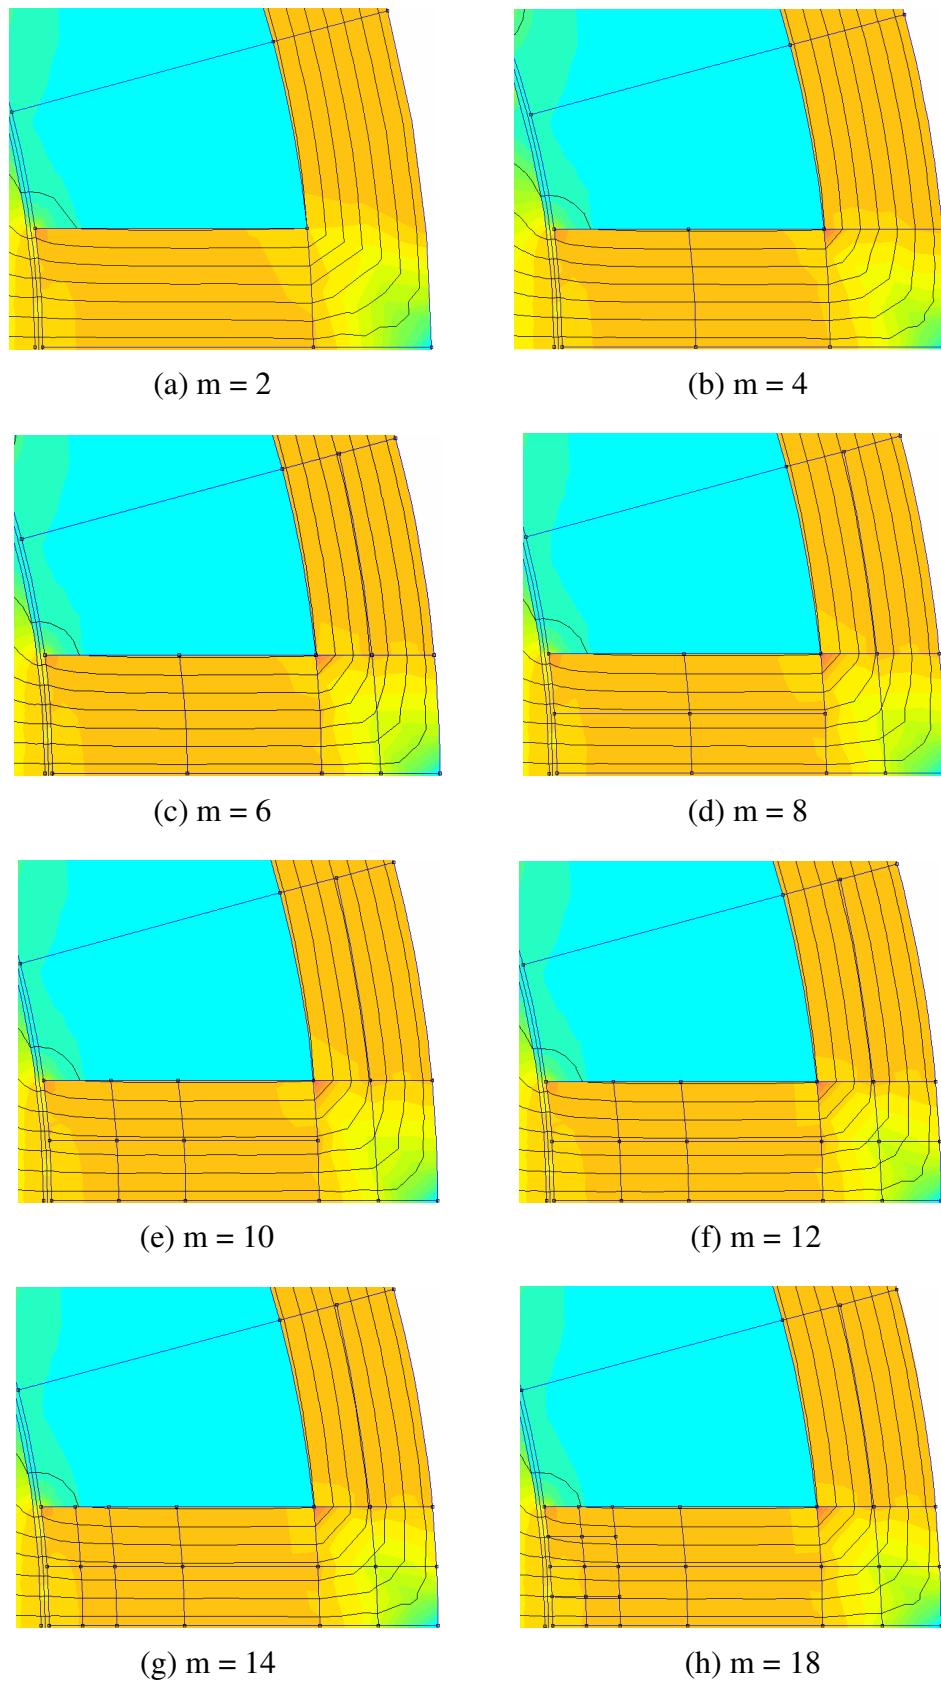 (a) m = 2
(b) m = 4
(c) m = 6
(d) m = 8
(e) m = 10
(f) m = 12
(g) m = 14
(h) m = 18